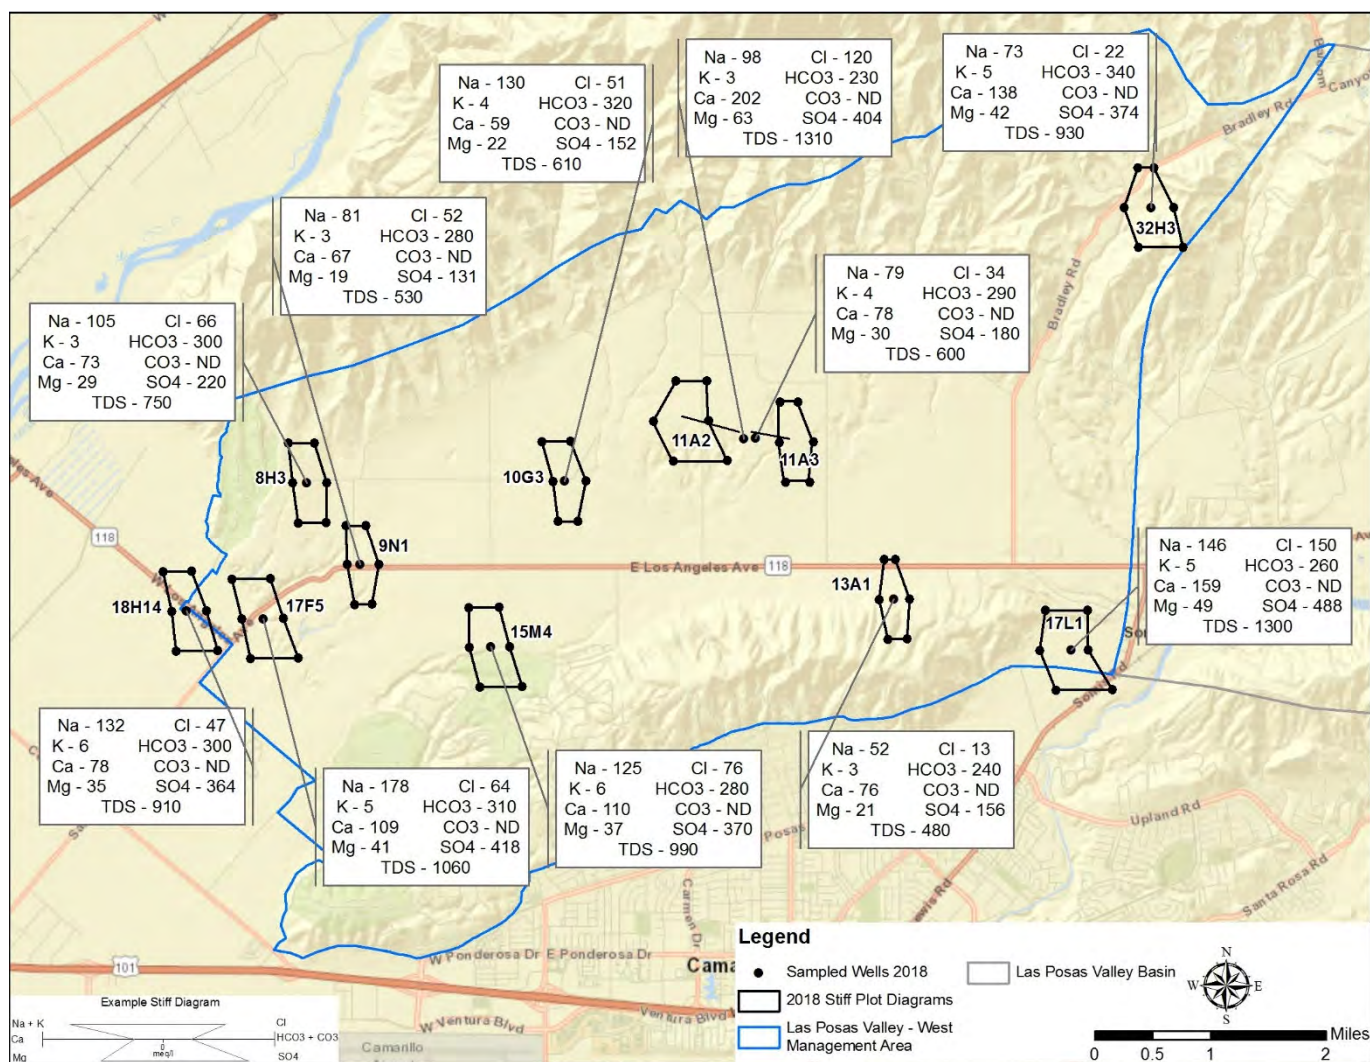 Na - 98 Cl - 120
K - 3 HCO3 - 230
Ca - 202 CO3 - ND
Mg - 63 SO4 - 404
TDS - 1310
Na - 73 Cl - 22
K - 5 HCO3 - 340
Ca - 138 CO3 - ND
Mg - 42 SO4 - 374
TDS - 930
Na - 130 Cl - 51
K - 4 HCO3 - 320
Ca - 59 CO3 - ND
Mg - 22 SO4 - 152
TDS - 610
Bradley Rd
Na - 81 Cl - 52
K - 3 HCO3 - 280
Ca - 67 CO3 - ND
Mg - 19 SO4 - 131
TDS - 530
32H3
Na - 79 Cl - 34
K - 4 HCO3 - 290
Ca - 78 CO3 - ND
Mg - 30 SO4 - 180
TDS - 600
Bradley Rd
Na - 105 Cl - 66
K - 3 HCO3 - 300
Ca - 73 CO3 - ND
Mg - 29 SO4 - 220
TDS - 750
11A2
11A3
8H3
10G3
118
9N1
E Los Angeles Ave 118
13A1
18H14
17F5
15M4
17L1
Na - 146 Cl - 150
K - 5 HCO3 - 260
Ca - 159 CO3 - ND
Mg - 49 SO4 - 488
TDS - 1300
Somis Rd
Na - 132 Cl - 47
K - 6 HCO3 - 300
Ca - 78 CO3 - ND
Mg - 35 SO4 - 364
TDS - 910
Na - 178 Cl - 64
K - 5 HCO3 - 310
Ca - 109 CO3 - ND
Mg - 41 SO4 - 418
TDS - 1060
Na - 125 Cl - 76
K - 6 HCO3 - 280
Ca - 110 CO3 - ND
Mg - 37 SO4 - 370
TDS - 990
Na - 52 Cl - 13
K - 3 HCO3 - 240
Ca - 76 CO3 - ND
Mg - 21 SO4 - 156
TDS - 480
Posas
Upland Rd
Santa Rosa Rd
Carmen Dr
W Ponderosa Dr E Ponderosa Dr
101
W Ventura Blvd
Ventura Blvd
Camarillo
Example Stiff Diagram
Na + K Cl
Ca HCO3 + CO3
0
meq/l
Mg SO4
Legend
Sampled Wells 2018
Las Posas Valley Basin
2018 Stiff Plot Diagrams
Las Posas Valley - West
Management Area
N
W E
S
Miles
0 0.5 1 2